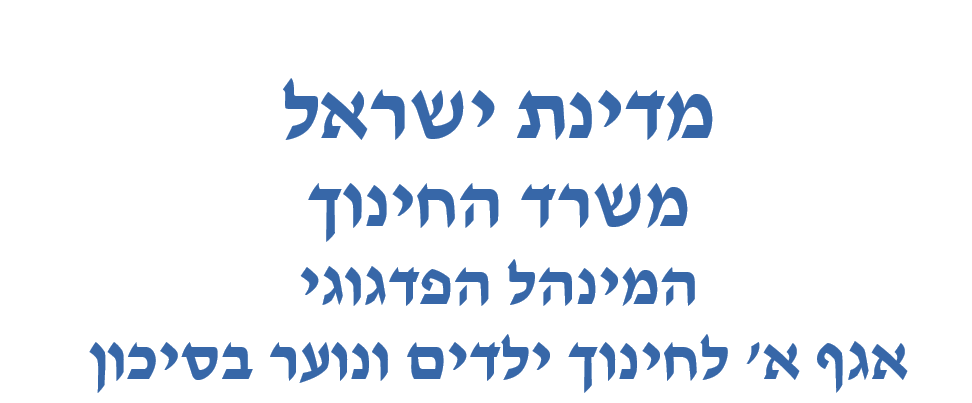 מדינת ישראל
משרד החינוך
המינהל הפדגוגי
אגף א׳ לחינוך ילדים ונוער בסיכון